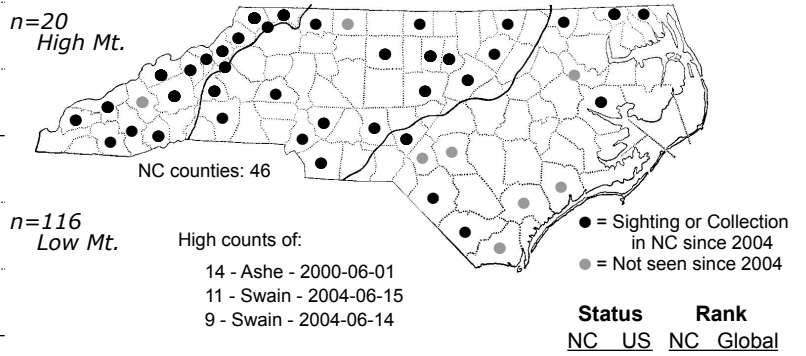 n=20
High Mt.
NC counties: 46
n=116
Low Mt.
High counts of:
14 - Ashe - 2000-06-01
11 - Swain - 2004-06-15
9 - Swain - 2004-06-14
= Sighting or Collection
in NC since 2004
= Not seen since 2004
Status Rank
NC US NC Global